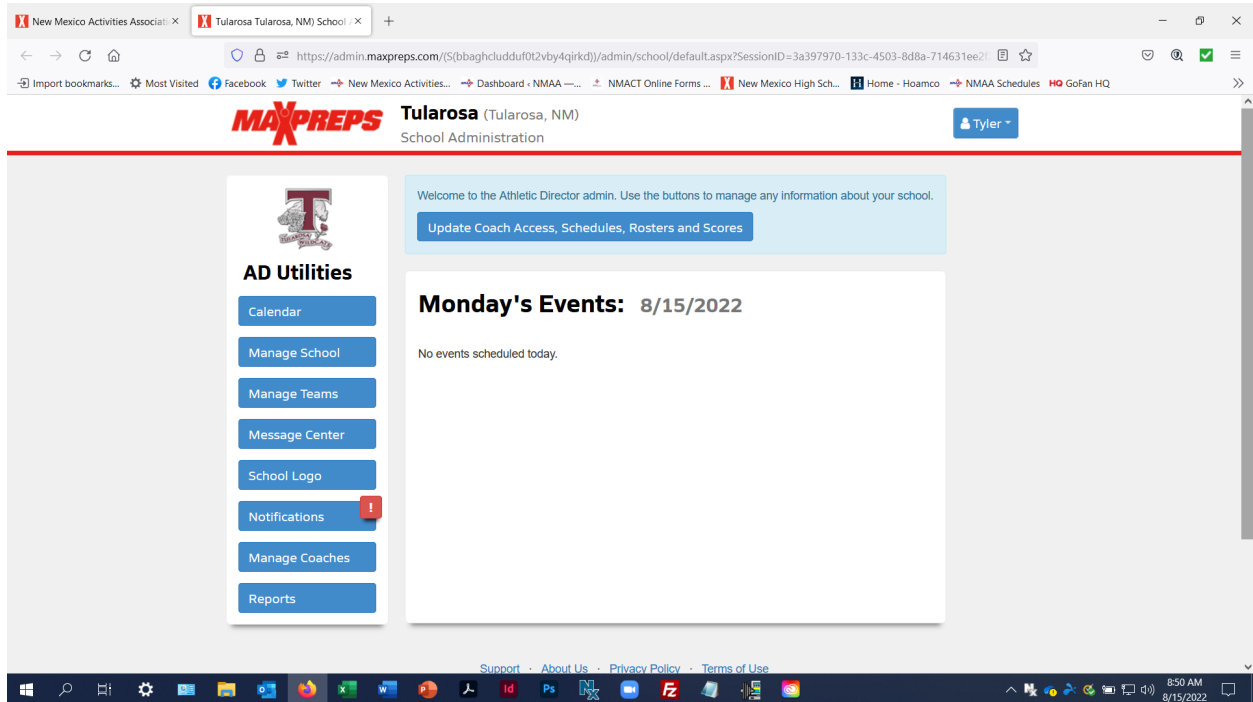 New Mexico Activities Associati
Tularosa Tularosa, NM) School A
https://admin.maxpreps.com/(S(bbaghcludduf0t2vby4qirkd))/admin/school/default.aspx?SessionID=3a397970-133c-4503-8d8a-714631ee2f
Import bookmarks... Most Visited Facebook Twitter New Mexico Activities... Dashboard ‹ NMAA —... NMACT Online Forms ... New Mexico High Sch... Home - Hoamco NMAA Schedules HQ GoFan HQ
MAXPREPS
Tularosa (Tularosa, NM)
School Administration
Tyler
T
TULAROSA
WILDCATS
AD Utilities
Calendar
Manage School
Manage Teams
Message Center
School Logo
Notifications !
Manage Coaches
Reports
Welcome to the Athletic Director admin. Use the buttons to manage any information about your school.
Update Coach Access, Schedules, Rosters and Scores
Monday's Events: 8/15/2022
No events scheduled today.
Support · About Us · Privacy Policy · Terms of Use
8:50 AM
8/15/2022